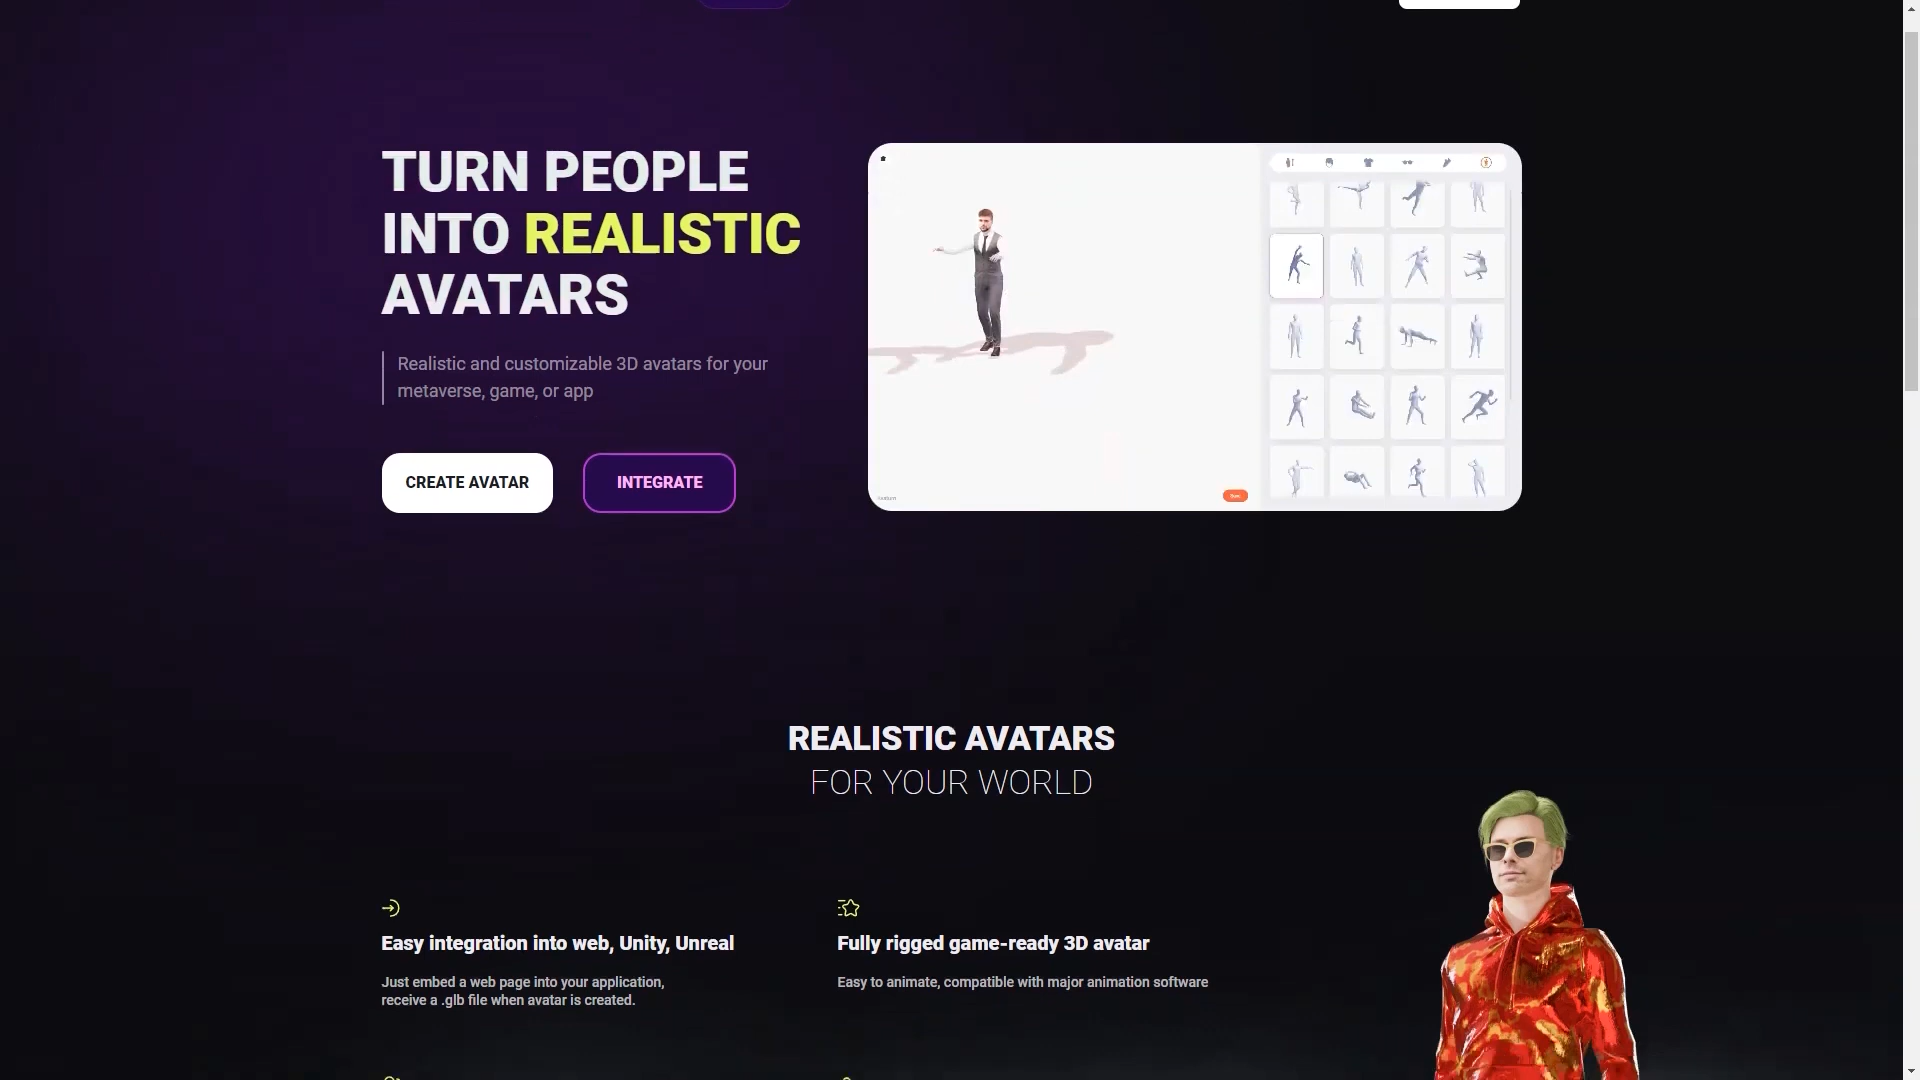 TURN PEOPLE
INTO REALISTIC
AVATARS
Realistic and customizable 3D avatars for your
metaverse, game, or app
CREATE AVATAR
INTEGRATE
REALISTIC AVATARS
FOR YOUR WORLD
Easy integration into web, Unity, Unreal
Just embed a web page into your application,
receive a .glb file when avatar is created.
Fully rigged game-ready 3D avatar
Easy to animate, compatible with major animation software